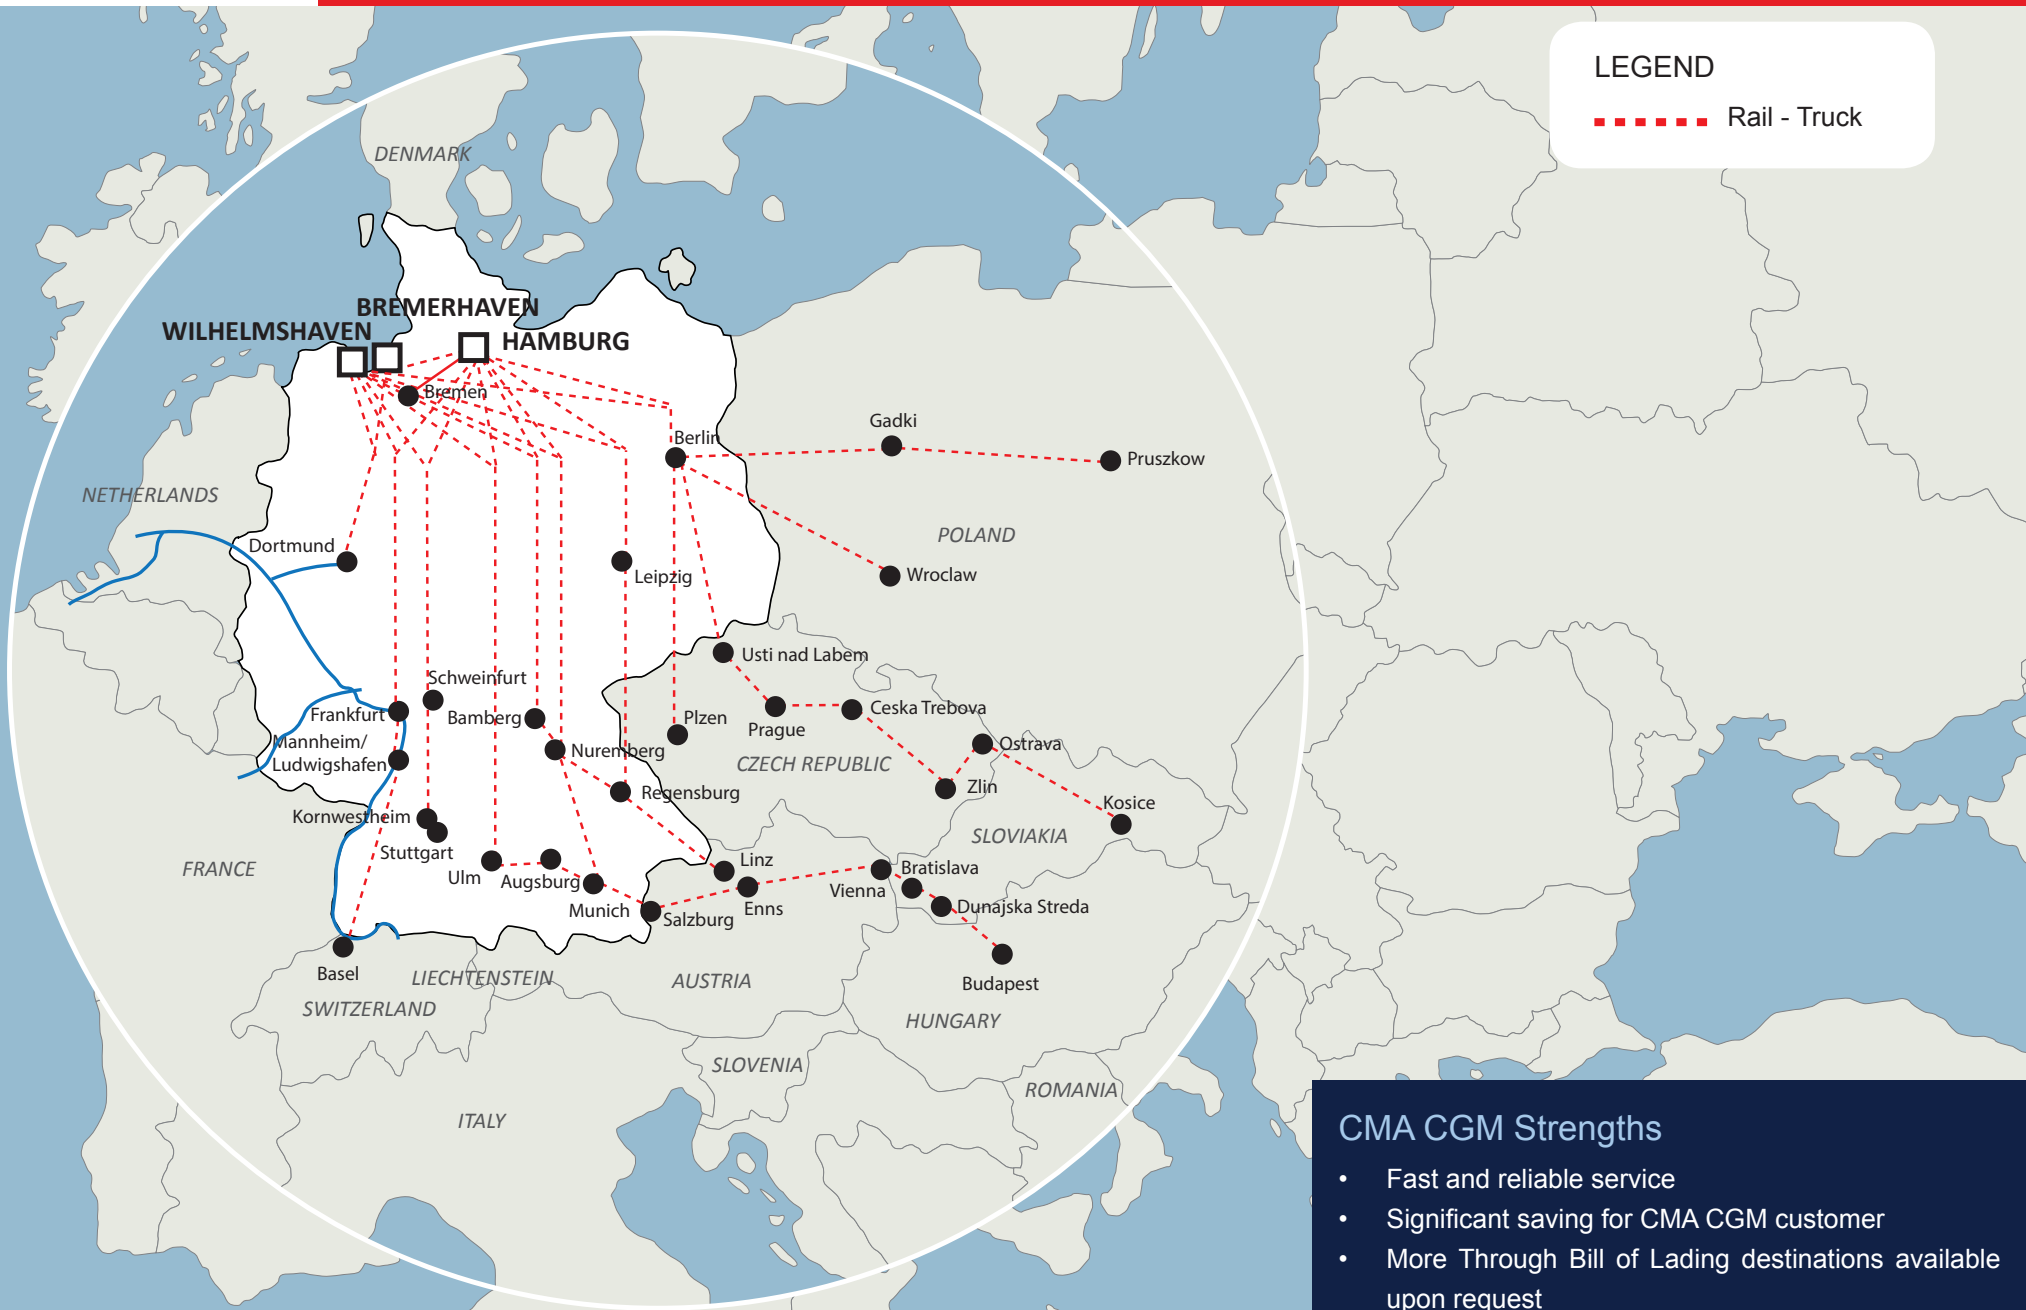 LEGEND
Rail - Truck
DENMARK
BREMERHAVEN
WILHELMSHAVEN
HAMBURG
Bremen
Gadki
Berlin
Pruszkow
NETHERLANDS
POLAND
Dortmund
Leipzig
Wroclaw
Usti nad Labem
Schweinfurt
Frankfurt
Bamberg
Plzen
Prague
Ceska Trebova
Mannheim/
Ludwigshafen
Nuremberg
CZECH REPUBLIC
Ostrava
Regensburg
Zlin
Kosice
Kornwestheim
SLOVIAKIA
Stuttgart
FRANCE
Ulm
Augsburg
Linz
Bratislava
Vienna
Munich
Salzburg
Enns
Dunajska Streda
Basel
LIECHTENSTEIN
AUSTRIA
Budapest
SWITZERLAND
HUNGARY
SLOVENIA
ROMANIA
ITALY
CMA CGM Strengths
• Fast and reliable service
• Significant saving for CMA CGM customer
• More Through Bill of Lading destinations available
upon request